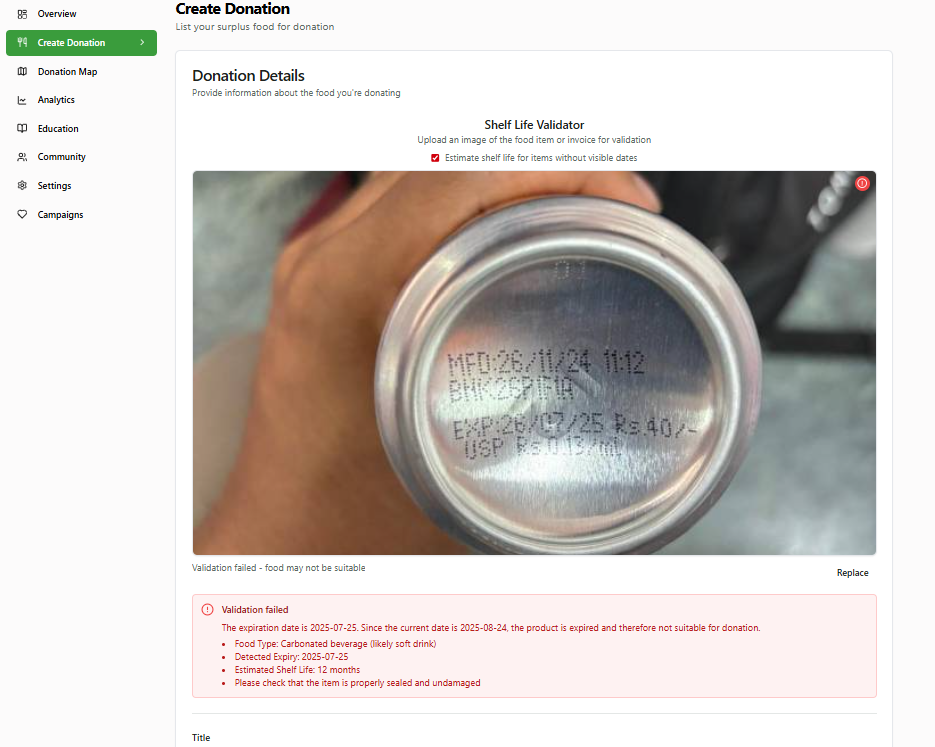 Create Donation
List your surplus food for donation
Overview
Create Donation
Donation Map
Analytics
Education
Community
Settings
Campaigns
Donation Details
Provide information about the food you're donating
Shelf Life Validator
Upload an image of the food item or invoice for validation
Estimate shelf life for items without visible dates
01
MFD:26/11/24 11:12
EXP:26/07/25 Rs.40/-
USP Rs.0.13/ml
Validation failed - food may not be suitable
Replace
Validation failed
The expiration date is 2025-07-25. Since the current date is 2025-08-24, the product is expired and therefore not suitable for donation.
Food Type: Carbonated beverage (likely soft drink)
Detected Expiry: 2025-07-25
Estimated Shelf Life: 12 months
Please check that the item is properly sealed and undamaged
Title